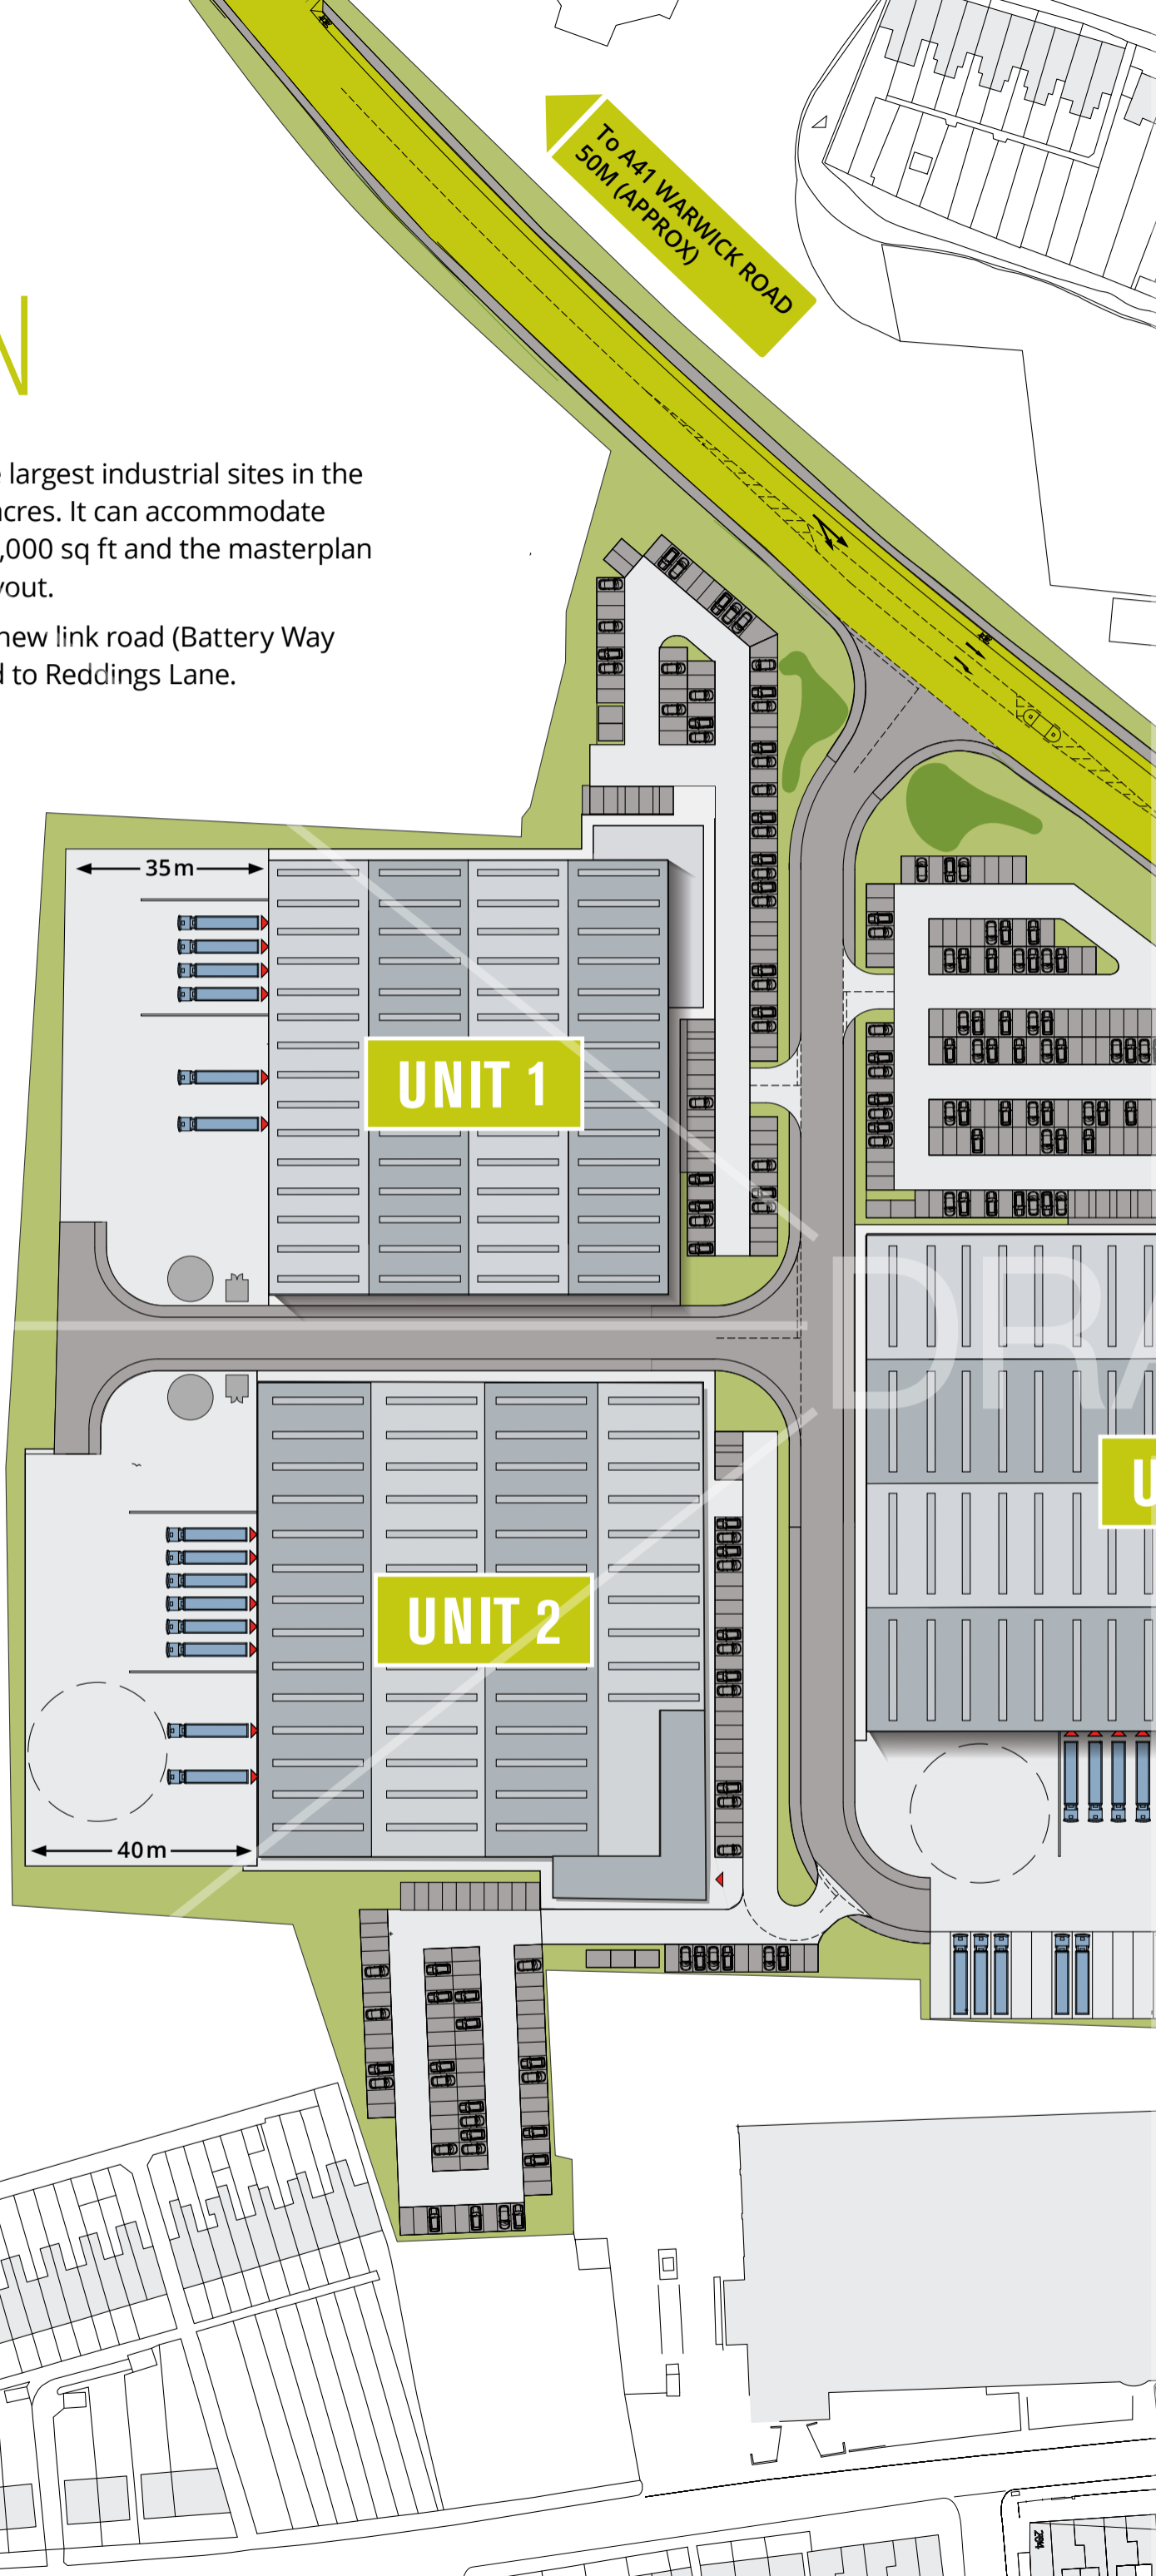 To A41 WARWICK ROAD
50M (APPROX)
N
largest industrial sites in the
acres. It can accommodate
,000 sq ft and the masterplan
yout.
new link road (Battery Way
d to Reddings Lane.
35m
UNIT 1
DRA
U
UNIT 2
40m
294